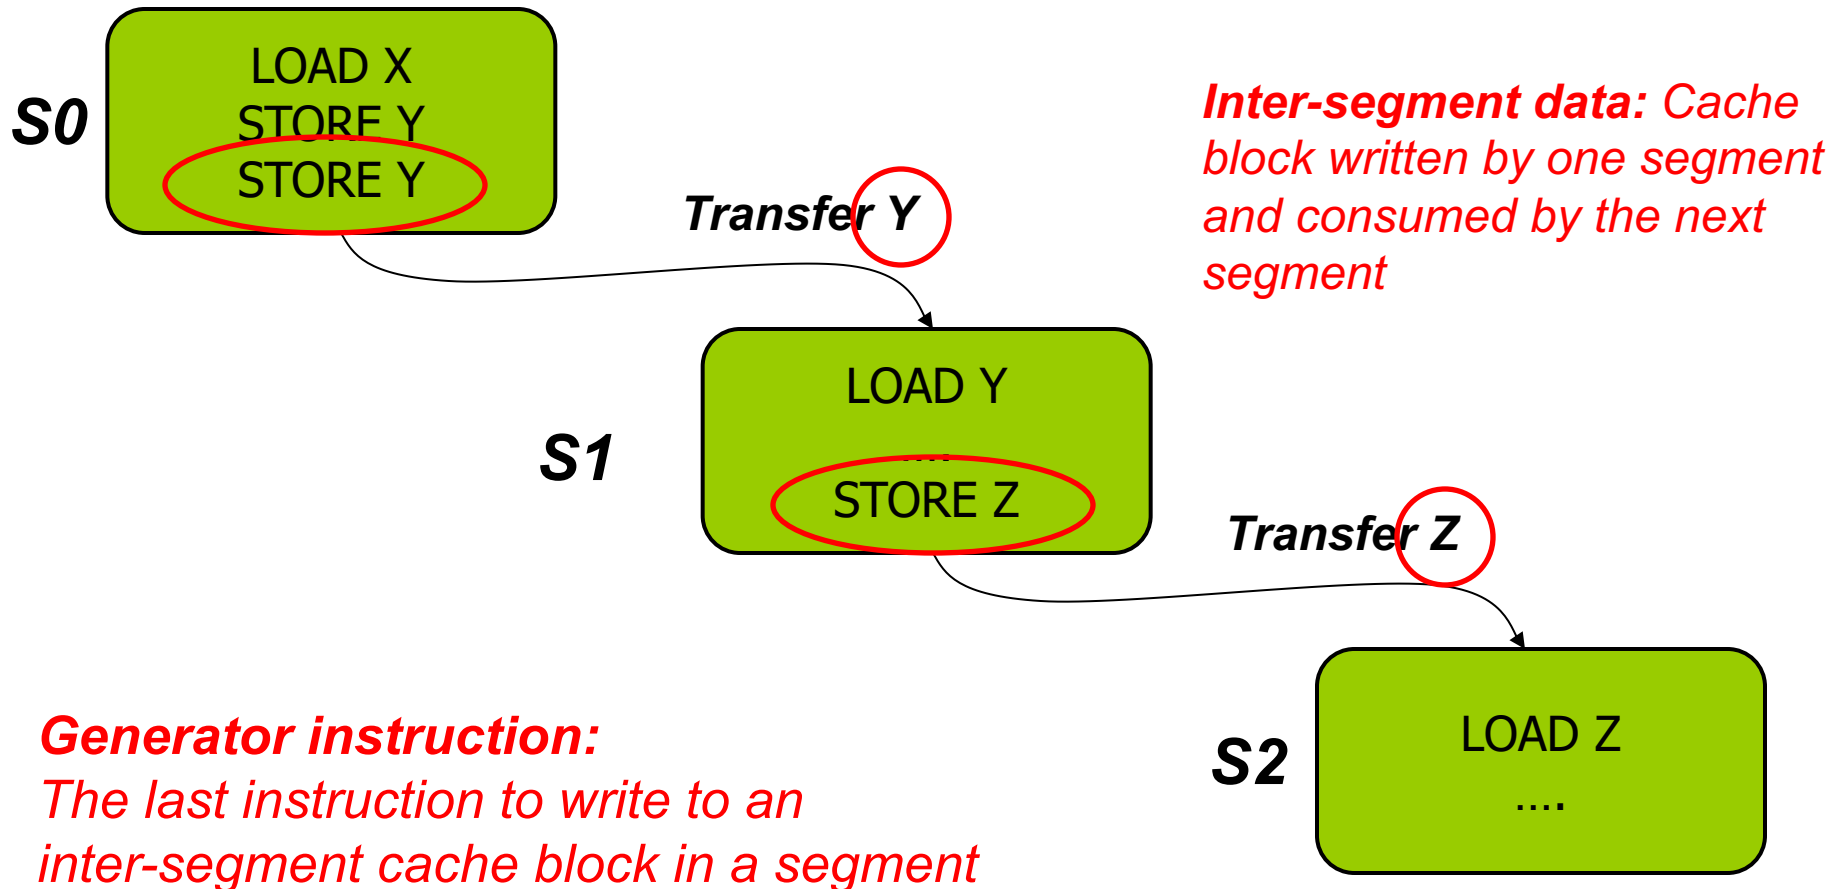 S0
LOAD X
STORE Y
STORE Y
Transfer Y
Inter-segment data: Cache
block written by one segment
and consumed by the next
segment
S1
LOAD Y
....
STORE Z
Transfer Z
S2
LOAD Z
....
Generator instruction:
The last instruction to write to an
inter-segment cache block in a segment